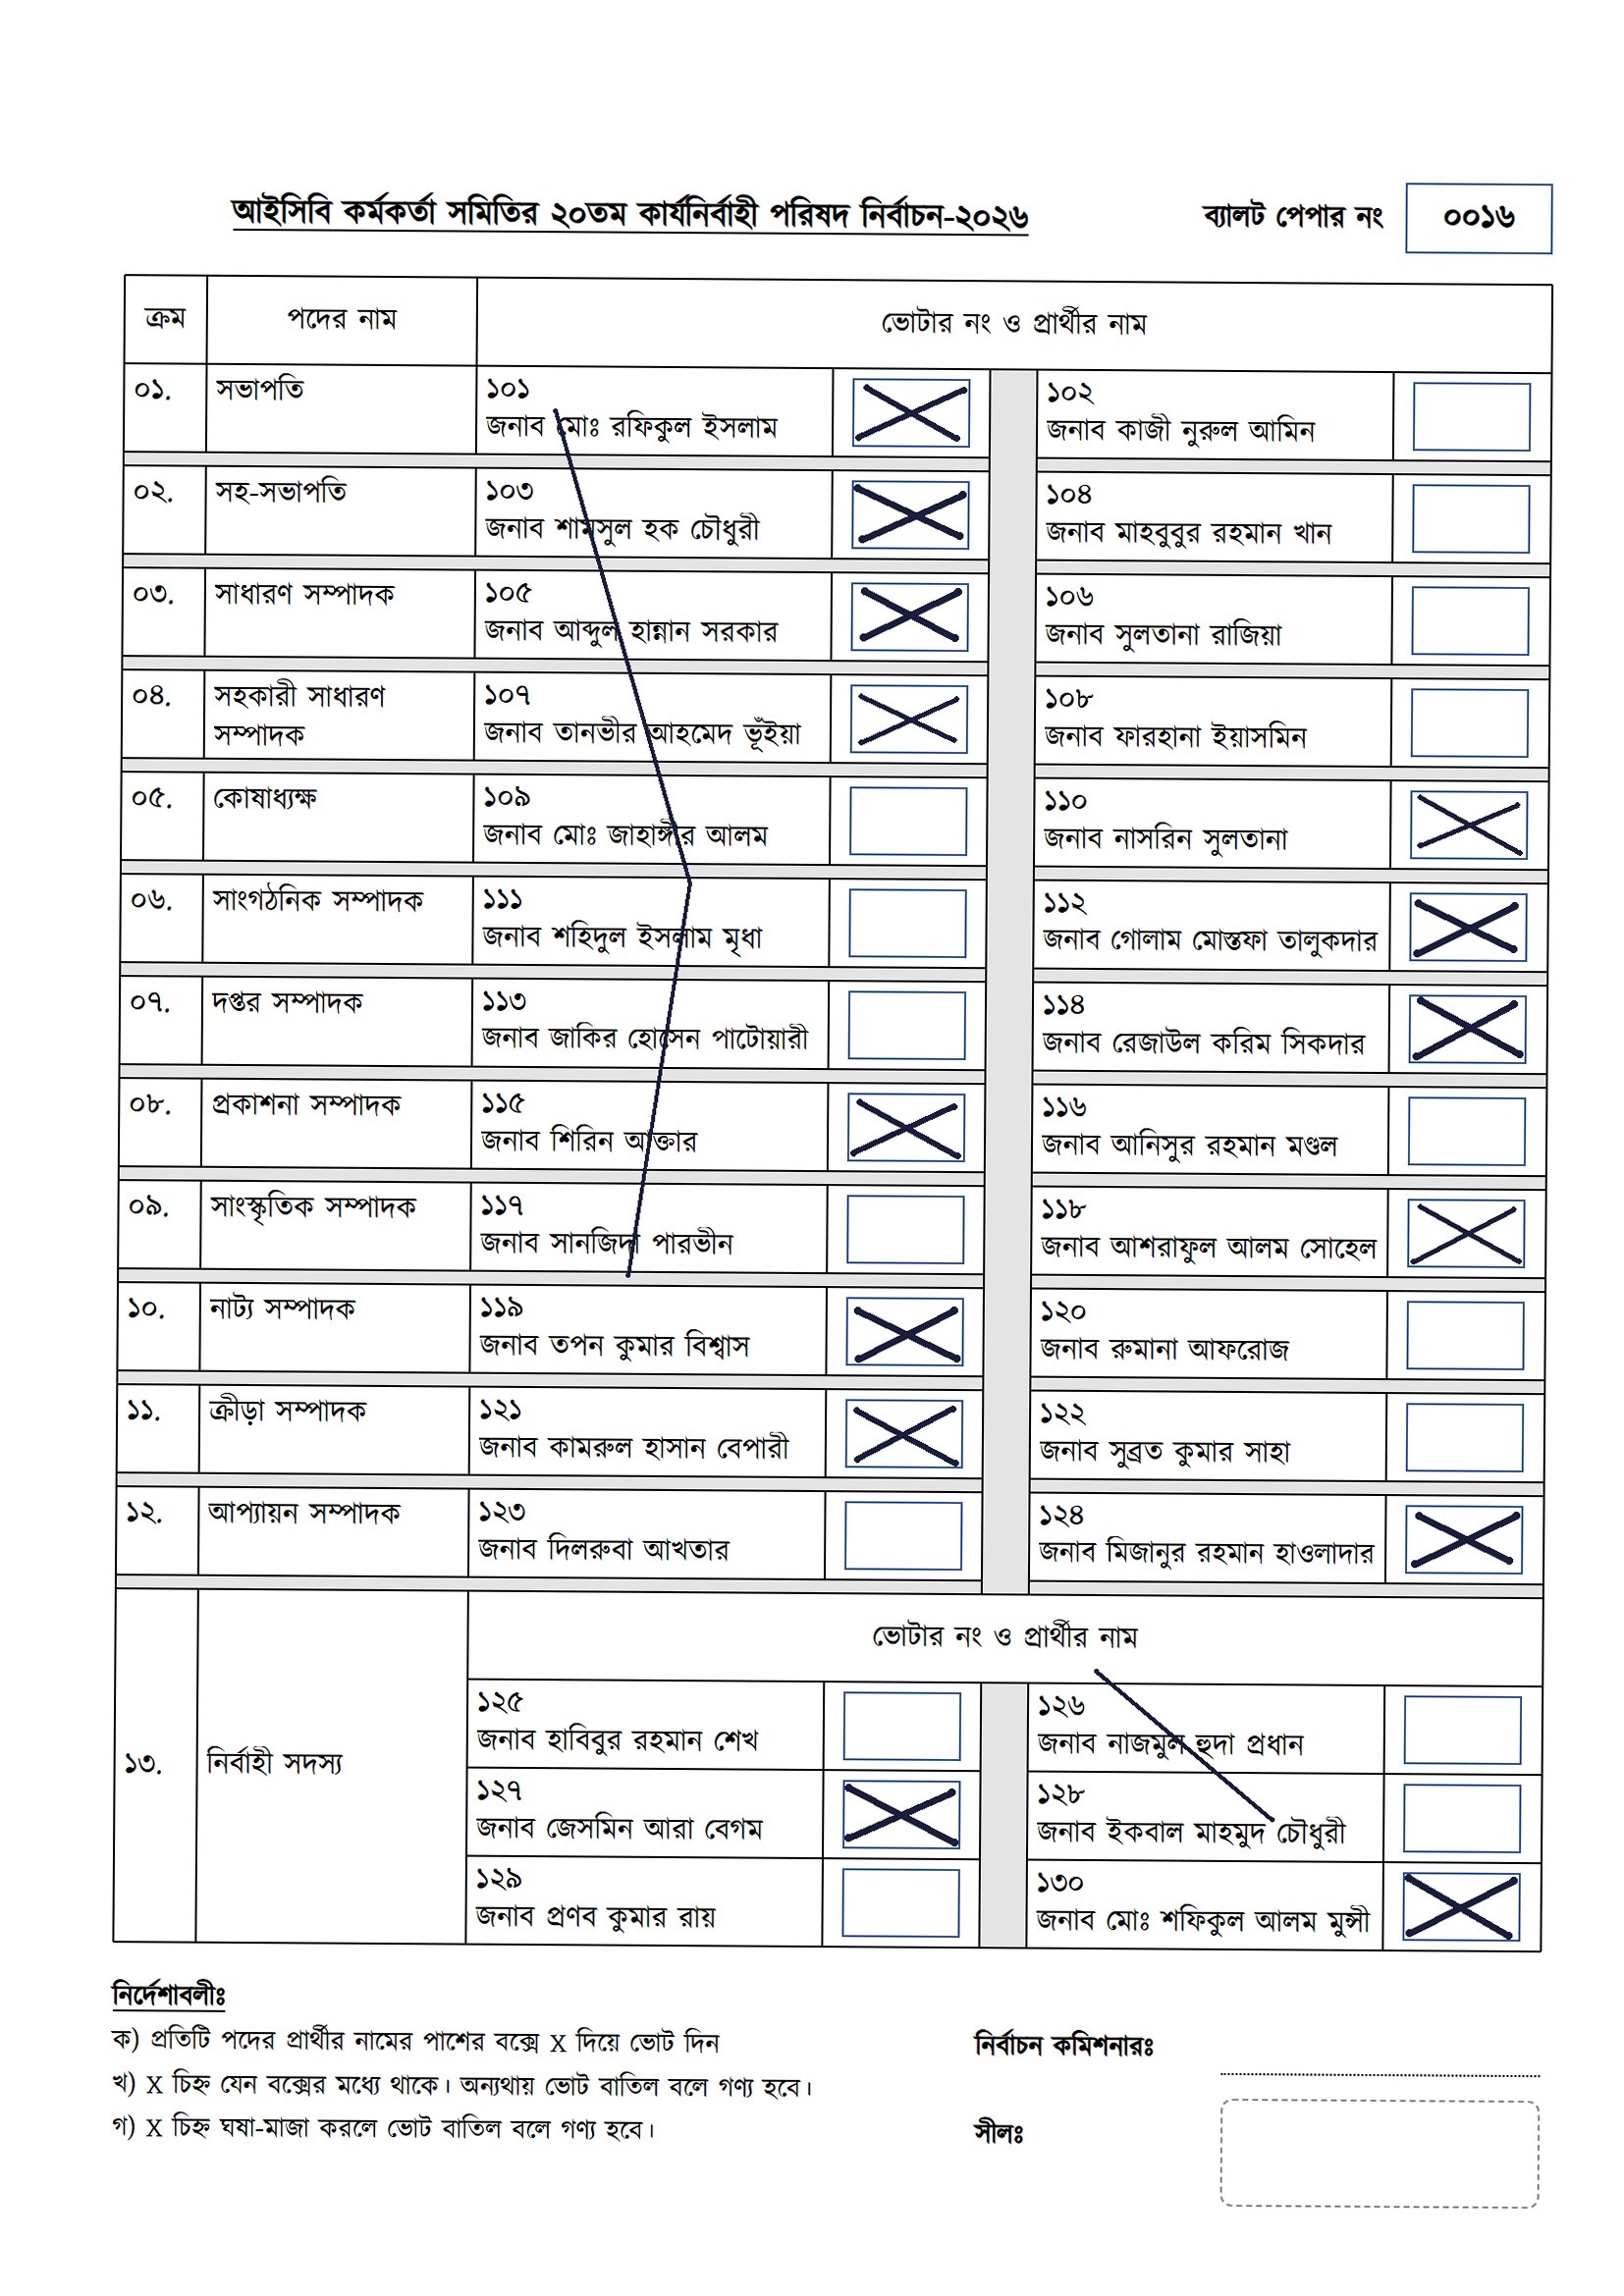 আইসিবি কর্মকর্তা সমিতির ২০তম কার্যনির্বাহী পরিষদ নির্বাচন-২০২৬
ব্যালট পেপার নং ০০১৬
ক্রম পদের নাম ভোটার নং ও প্রার্থীর নাম
০১. সভাপতি ১০১ ১০২
জনাব মোঃ রফিকুল ইসলাম জনাব কাজী নুরুল আমিন
০২. সহ-সভাপতি ১০৩ ১০৪
জনাব শামসুল হক চৌধুরী জনাব মাহবুবুর রহমান খান
০৩. সাধারণ সম্পাদক ১০৫ ১০৬
জনাব আব্দুল হান্নান সরকার জনাব সুলতানা রাজিয়া
০৪. সহকারী সাধারণ ১০৭ ১০৮
সম্পাদক জনাব তানভীর আহমেদ ভূঁইয়া জনাব ফারহানা ইয়াসমিন
০৫. কোষাধ্যক্ষ ১০৯ ১১০
জনাব মোঃ জাহাঙ্গীর আলম জনাব নাসরিন সুলতানা
০৬. সাংগঠনিক সম্পাদক ১১১ ১১২
জনাব শহিদুল ইসলাম মৃধা জনাব গোলাম মোস্তফা তালুকদার
০৭. দপ্তর সম্পাদক ১১৩ ১১৪
জনাব জাকির হোসেন পাটোয়ারী জনাব রেজাউল করিম সিকদার
০৮. প্রকাশনা সম্পাদক ১১৫ ১১৬
জনাব শিরিন আক্তার জনাব আনিসুর রহমান মণ্ডল
০৯. সাংস্কৃতিক সম্পাদক ১১৭ ১১৮
জনাব সানজিদা পারভীন জনাব আশরাফুল আলম সোহেল
১০. নাট্য সম্পাদক ১১৯ ১২০
জনাব তপন কুমার বিশ্বাস জনাব রুমানা আফরোজ
১১. ক্রীড়া সম্পাদক ১২১ ১২২
জনাব কামরুল হাসান বেপারী জনাব সুব্রত কুমার সাহা
১২. আপ্যায়ন সম্পাদক ১২৩ ১২৪
জনাব দিলরুবা আখতার জনাব মিজানুর রহমান হাওলাদার
ভোটার নং ও প্রার্থীর নাম
১৩. নির্বাহী সদস্য
১২৫ ১২৬
জনাব হাবিবুর রহমান শেখ জনাব নাজমুল হুদা প্রধান
১২৭ ১২৮
জনাব জেসমিন আরা বেগম জনাব ইকবাল মাহমুদ চৌধুরী
১২৯ ১৩০
জনাব প্রণব কুমার রায় জনাব মোঃ শফিকুল আলম মুন্সী
নির্দেশাবলীঃ
ক) প্রতিটি পদের প্রার্থীর নামের পাশের বক্সে X দিয়ে ভোট দিন
খ) X চিহ্ন যেন বক্সের মধ্যে থাকে। অন্যথায় ভোট বাতিল বলে গণ্য হবে।
গ) X চিহ্ন ঘষা-মাজা করলে ভোট বাতিল বলে গণ্য হবে।
নির্বাচন কমিশনারঃ
সীলঃ